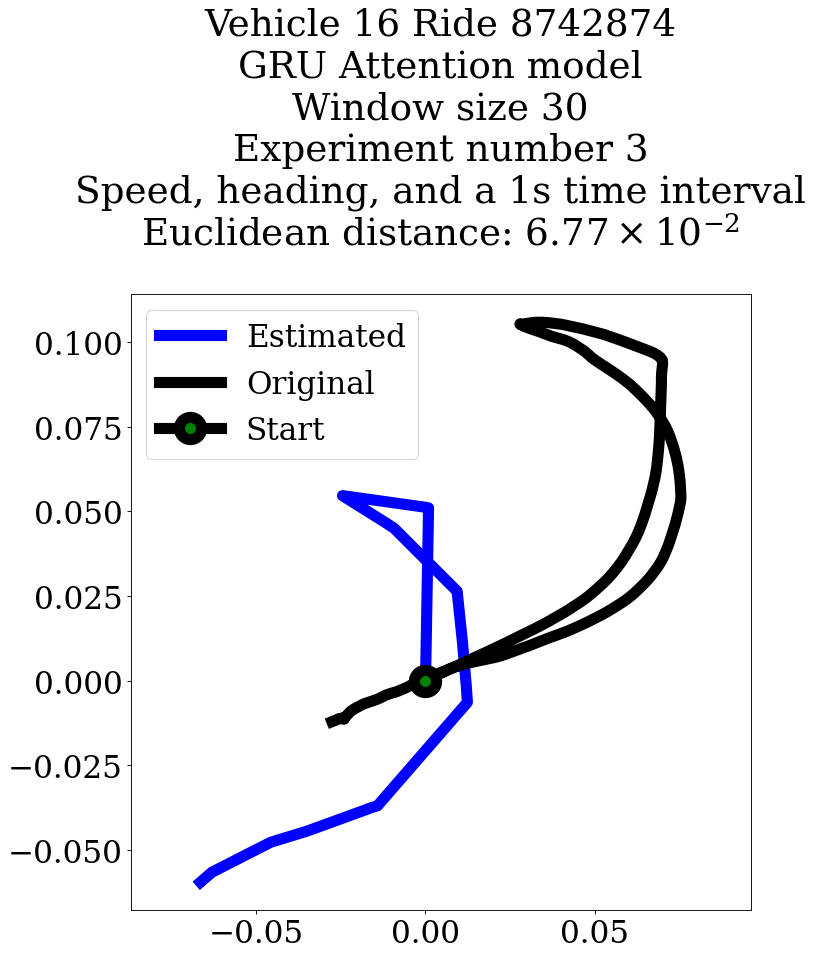 Vehicle 16 Ride 8742874
GRU Attention model
Window size 30
Experiment number 3
Speed, heading, and a 1s time interval
Euclidean distance: 6.77 × 10⁻²
Estimated
Original
Start
0.100
0.075
0.050
0.025
0.000
−0.025
−0.050
−0.05 0.00 0.05